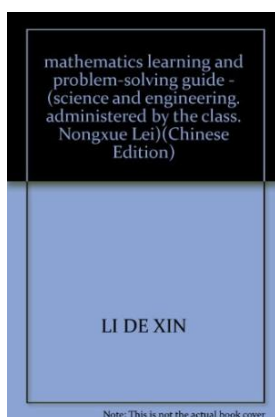 mathematics learning and
problem-solving guide -
(science and engineering.
administered by the class.
Nongxue Lei)(Chinese
Edition)
LI DE XIN
Note: This is not the actual book cover